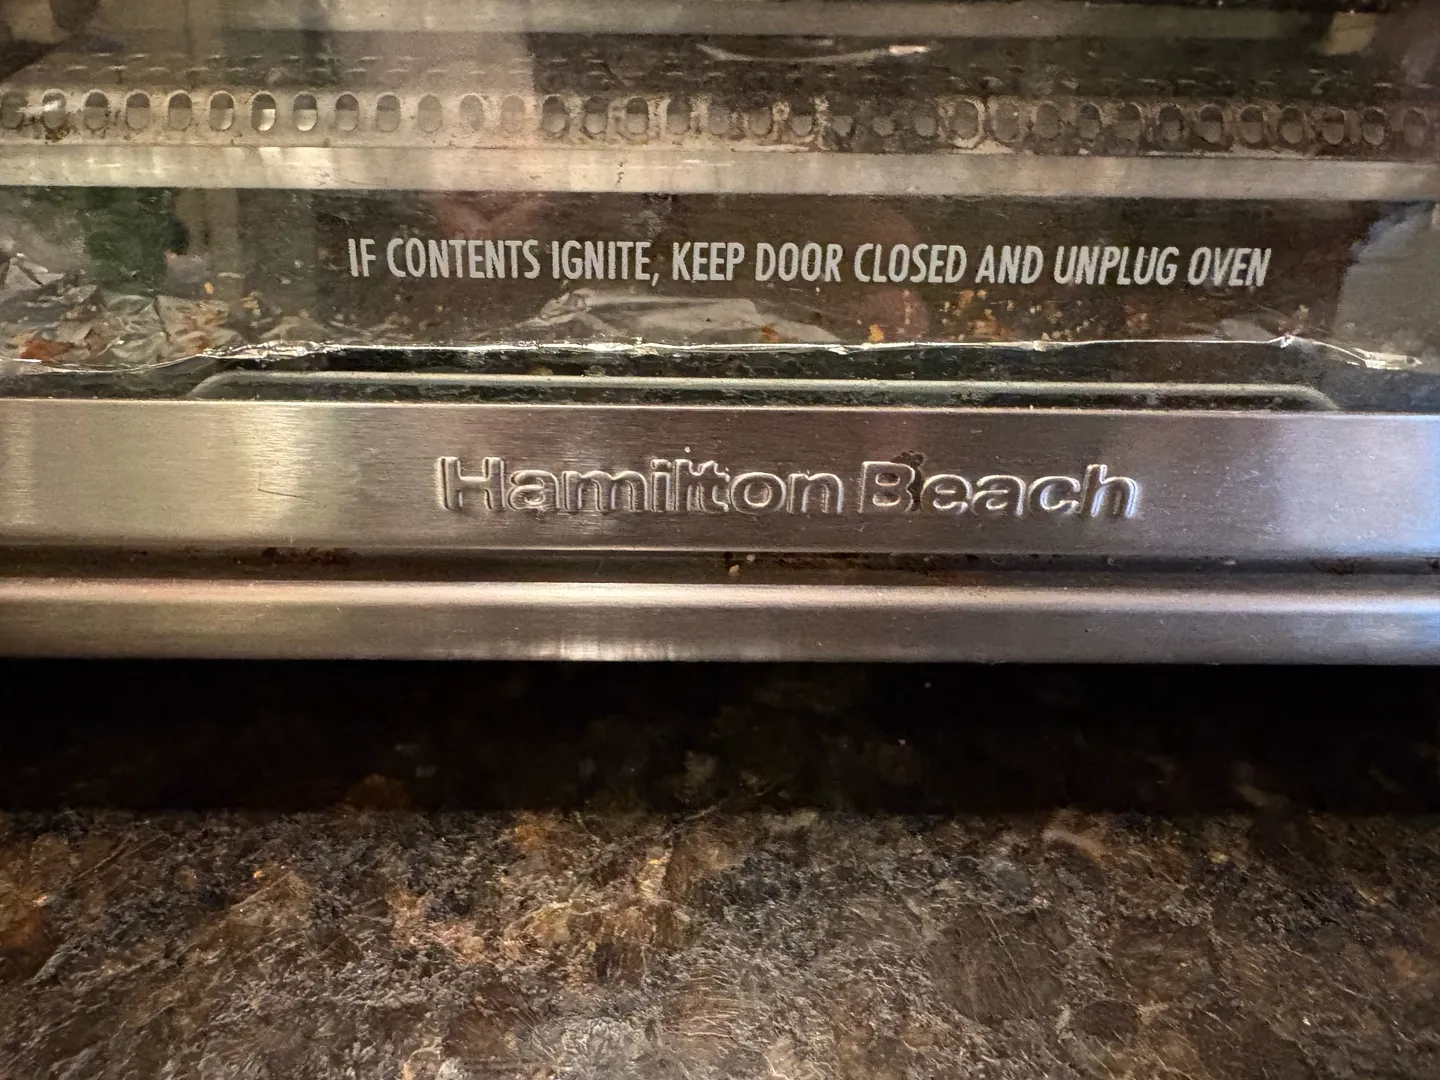 IF CONTENTS IGNITE, KEEP DOOR CLOSED AND UNPLUG OVEN
Hamilton Beach